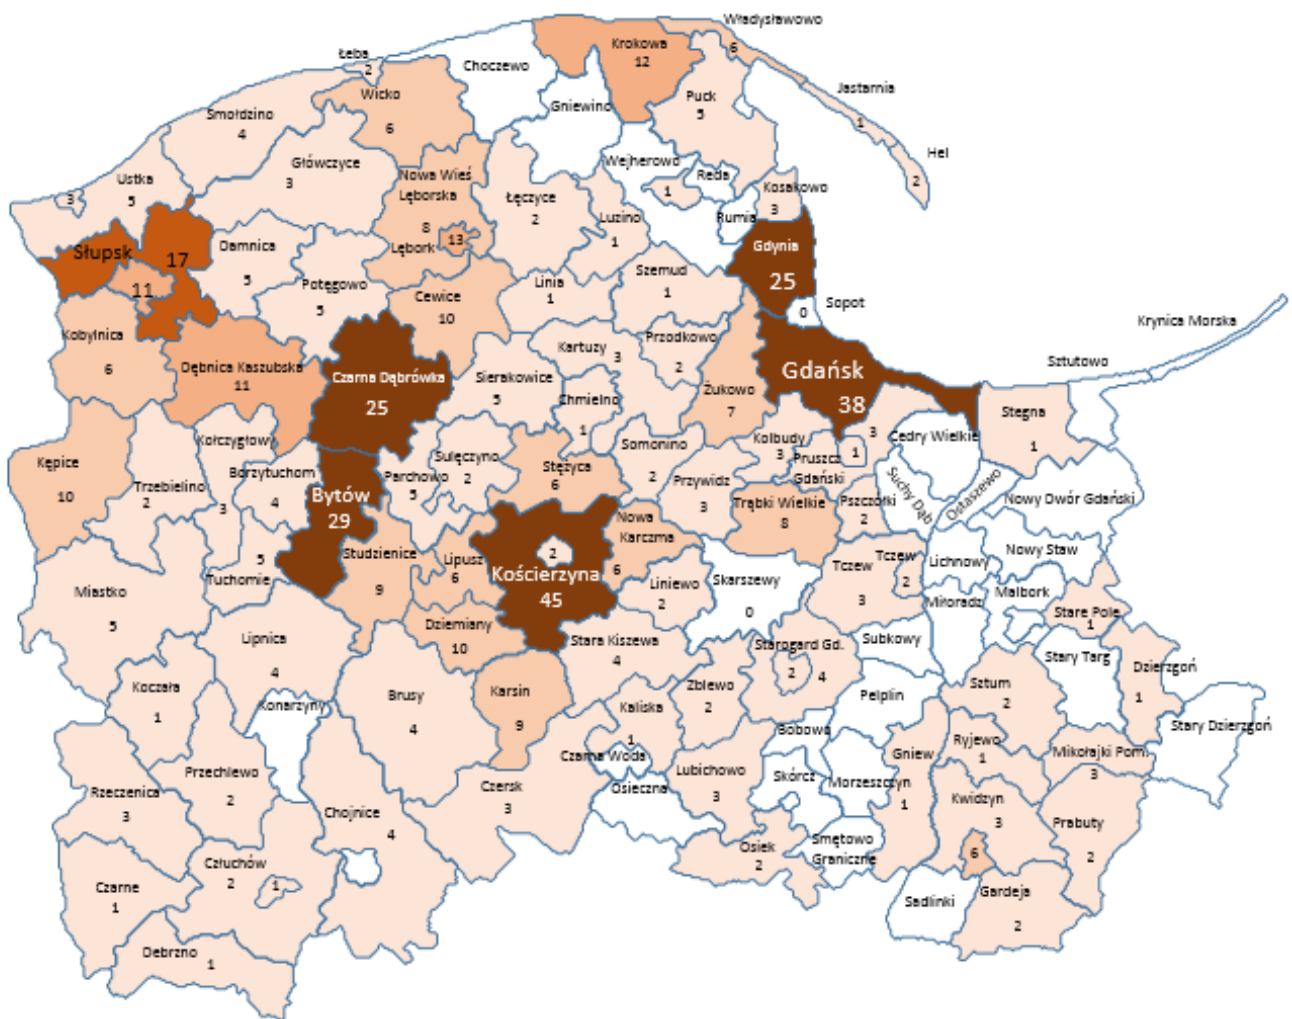 Władysławowo
6
Krokowa
12
Łeba
2
Choczewo
Wicko
6
Gniewino
Puck
5
Jastarnia
1
Hel
2
Smołdzino
4
Główczyce
3
Ustka
5
3
Nowa Wieś
Lęborska
8
Lębork
13
Łęczyce
2
Wejherowo
1
Reda
Rumia
Kosakowo
3
Luzino
1
Słupsk
17
11
Damnica
5
Potęgowo
5
Cewice
10
Linia
1
Szemud
1
Gdynia
25
Sopot
0
Krynica Morska
Sztutowo
Kobylnica
6
Dębnica Kaszubska
11
Czarna Dąbrówka
25
Sierakowice
5
Kartuzy
3
Przodkowo
2
Chmielno
1
Żukowo
7
Gdańsk
38
Stegna
1
Kępice
10
Trzebielino
2
Kołczygłowy
3
Borzytuchom
4
Bytów
29
Parchowo
5
Sulęczyno
2
Stężyca
6
Somonino
2
Przywidz
3
Kolbudy
3
Pruszcz
Gdański
1
3
Cedry Wielkie
Suchy Dąb
Ostaszewo
Nowy Dwór Gdański
Trąbki Wielkie
8
Pszczółki
2
Tuchomie
5
Studzienice
9
Lipusz
6
Kościerzyna
45
2
Nowa
Karczma
6
Liniewo
2
Skarszewy
0
Tczew
3
Tczew
2
Lichnowy
Nowy Staw
Miłoradz
Malbork
Stare Pole
1
Miastko
5
Lipnica
4
Dziemiany
10
Stara Kiszewa
4
Starogard Gd.
2
4
Subkowy
Stary Targ
Dzierzgoń
1
Stary Dzierzgoń
Koczała
1
Konarzyny
Brusy
4
Karsin
9
Kaliska
1
Zblewo
2
Pelplin
Sztum
2
Bobowo
Czarna Woda
Osieczna
Lubichowo
3
Skórcz
Morzeszczyn
Gniew
1
Ryjewo
1
Mikołajki Pom.
3
Rzeczenica
3
Przechlewo
2
Chojnice
4
Czersk
3
Kwidzyn
3
6
Prabuty
2
Smętowo
Graniczne
Osiek
2
Czarne
1
Człuchów
2
1
Sadlinki
Gardeja
2
Debrzno
1